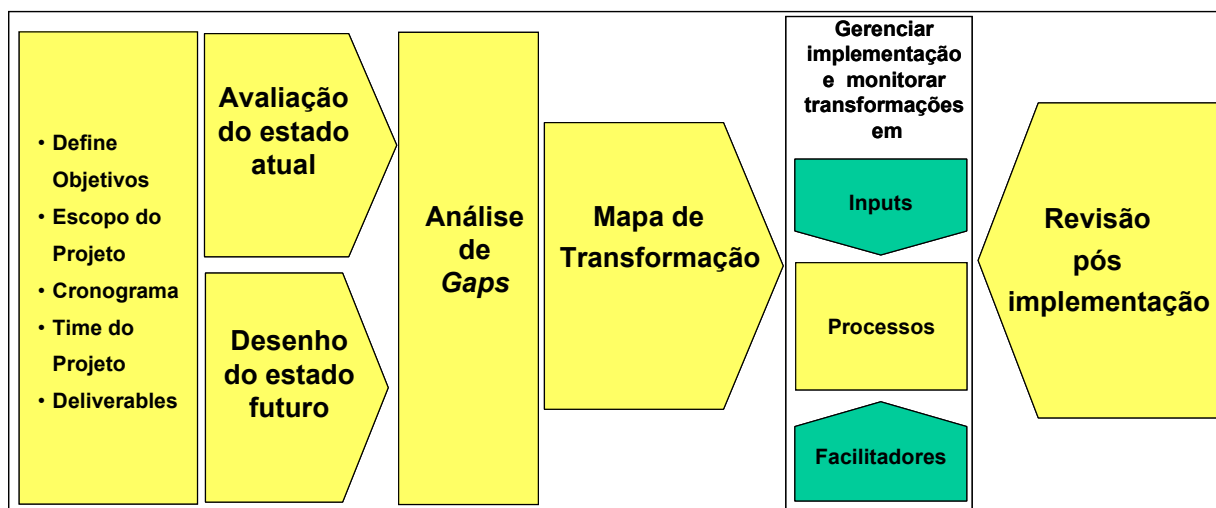 • Define
Objetivos
• Escopo do
Projeto
• Cronograma
• Time do
Projeto
• Deliverables
Avaliação
do estado
atual
Desenho
do estado
futuro
Análise
de
Gaps
Mapa de
Transformação
Gerenciar
implementação
e monitorar
transformações
em
Inputs
Processos
Facilitadores
Revisão
pós
implementação